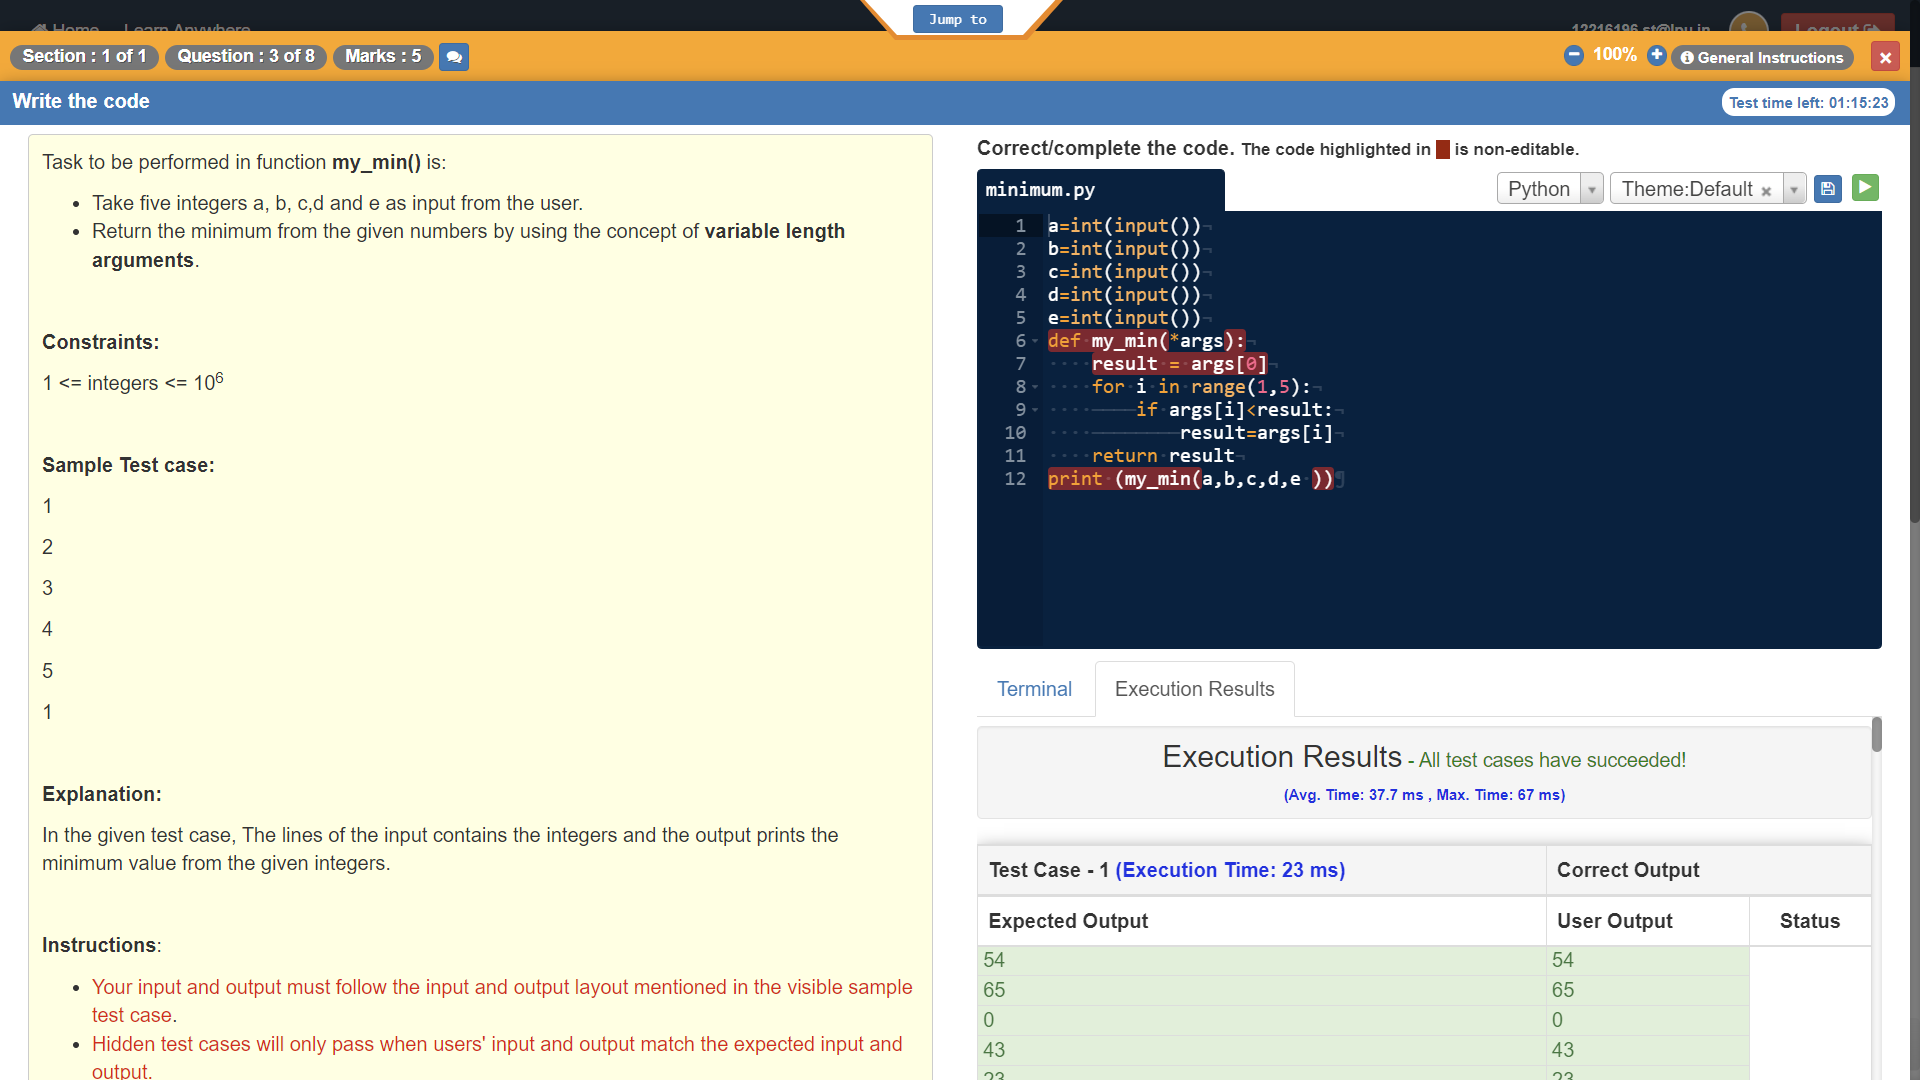 Home Learn Anywhere
Jump to
12216196.st@lpu.in
Logout
Section : 1 of 1 Question : 3 of 8 Marks : 5
100% General Instructions
Write the code
Test time left: 01:15:23
Task to be performed in function my_min() is:
Take five integers a, b, c,d and e as input from the user.
Return the minimum from the given numbers by using the concept of variable length
arguments.
Constraints:
1 <= integers <= 10⁶
Sample Test case:
1
2
3
4
5
1
Explanation:
In the given test case, The lines of the input contains the integers and the output prints the
minimum value from the given integers.
Instructions:
Your input and output must follow the input and output layout mentioned in the visible sample
test case.
Hidden test cases will only pass when users' input and output match the expected input and
output.
Correct/complete the code. The code highlighted in is non-editable.
minimum.py
Python Theme:Default ×
1 a=int(input())
2 b=int(input())
3 c=int(input())
4 d=int(input())
5 e=int(input())
6 def my_min(*args):
7 result = args[0]
8 for i in range(1,5):
9 if args[i]<result:
10 result=args[i]
11 return result
12 print (my_min(a,b,c,d,e ))
Terminal Execution Results
Execution Results - All test cases have succeeded!
(Avg. Time: 37.7 ms , Max. Time: 67 ms)
Test Case - 1 (Execution Time: 23 ms) Correct Output
Expected Output User Output Status
54 54
65 65
0 0
43 43
23 23